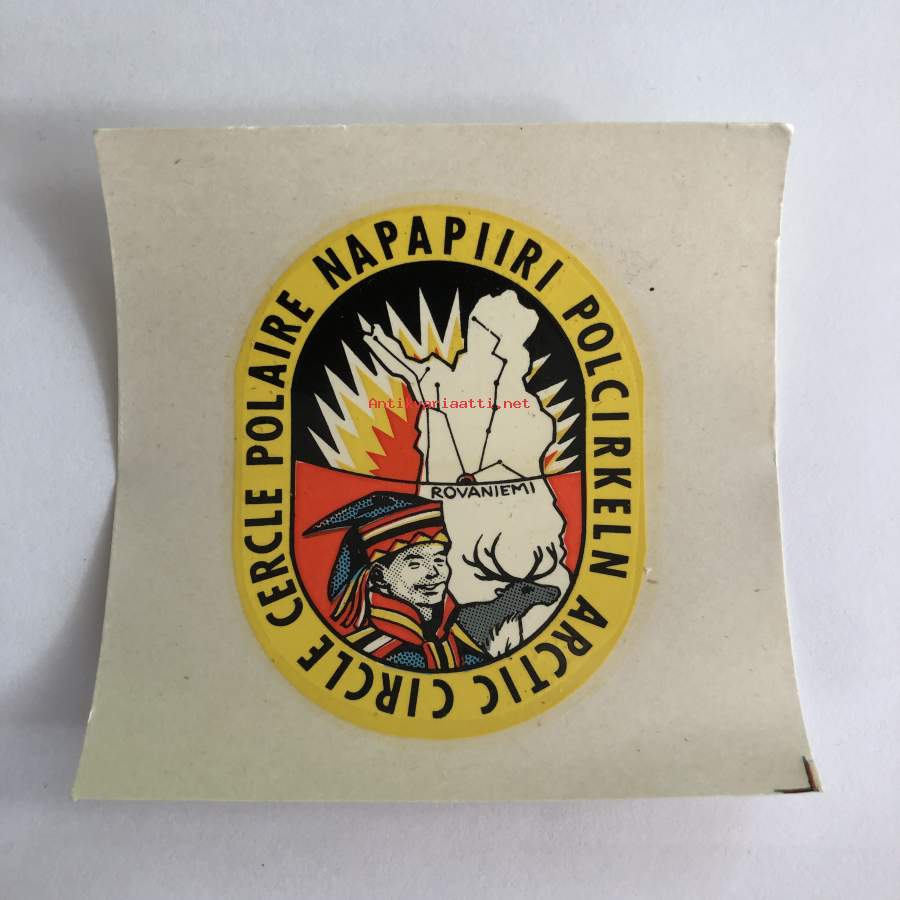 NAPAPIIRI POLCIRKELN ARCTIC CIRCLE CERCLE POLAIRE
Antikvariaatti.net
ROVANIEMI